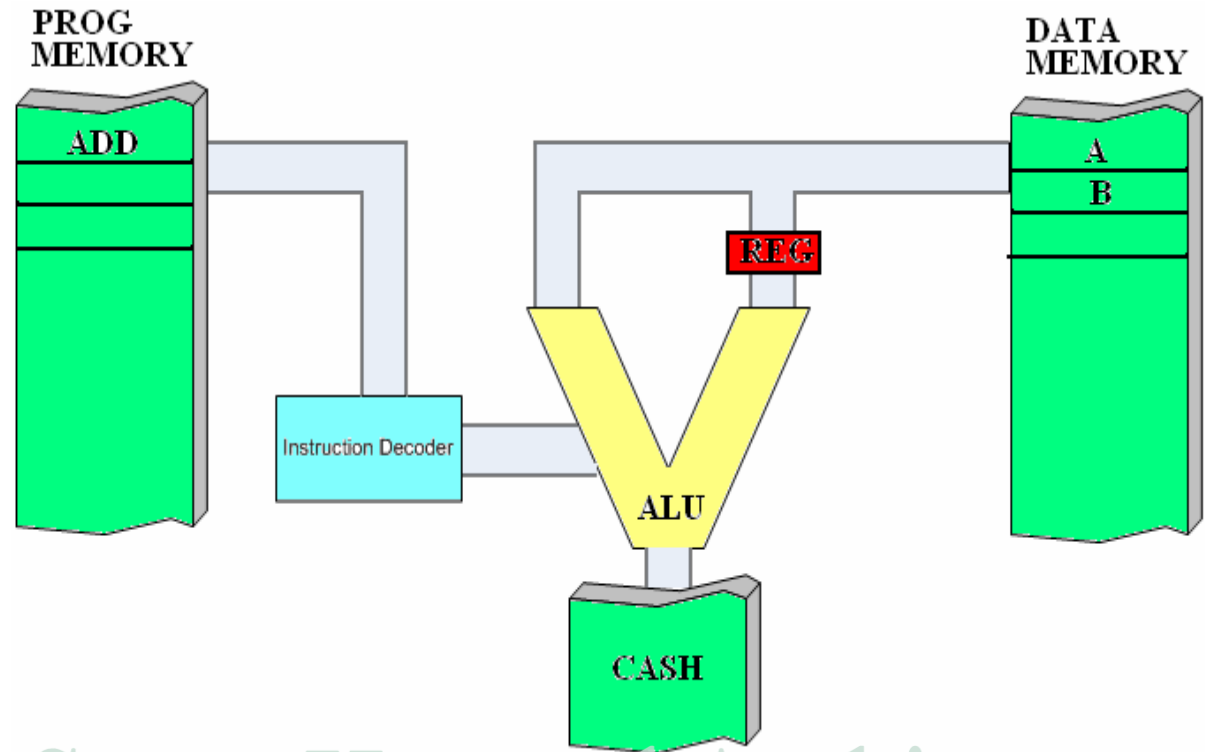 PROG
MEMORY
DATA
MEMORY
ADD
A
B
REG
Instruction Decoder
ALU
CASH